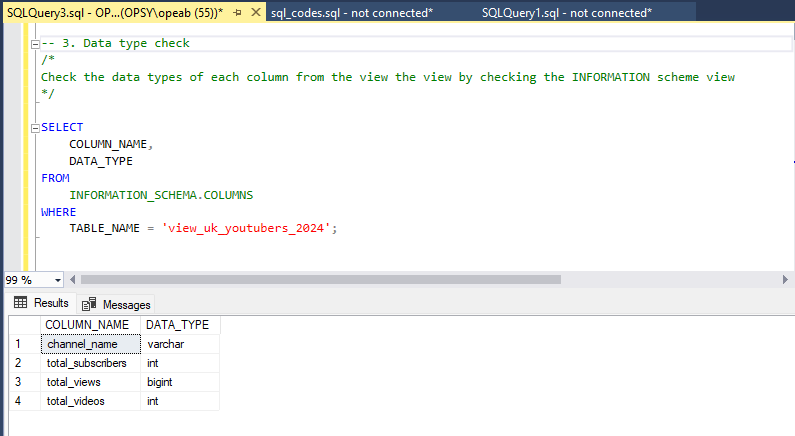 SQLQuery3.sql - OP...(OPSY\opeab (55))* sql_codes.sql - not connected* SQLQuery1.sql - not connected*
-- 3. Data type check
/*
Check the data types of each column from the view the view by checking the INFORMATION scheme view
*/
SELECT
COLUMN_NAME,
DATA_TYPE
FROM
INFORMATION_SCHEMA.COLUMNS
WHERE
TABLE_NAME = 'view_uk_youtubers_2024';
99 %
Results Messages
COLUMN_NAME DATA_TYPE
1 channel_name varchar
2 total_subscribers int
3 total_views bigint
4 total_videos int